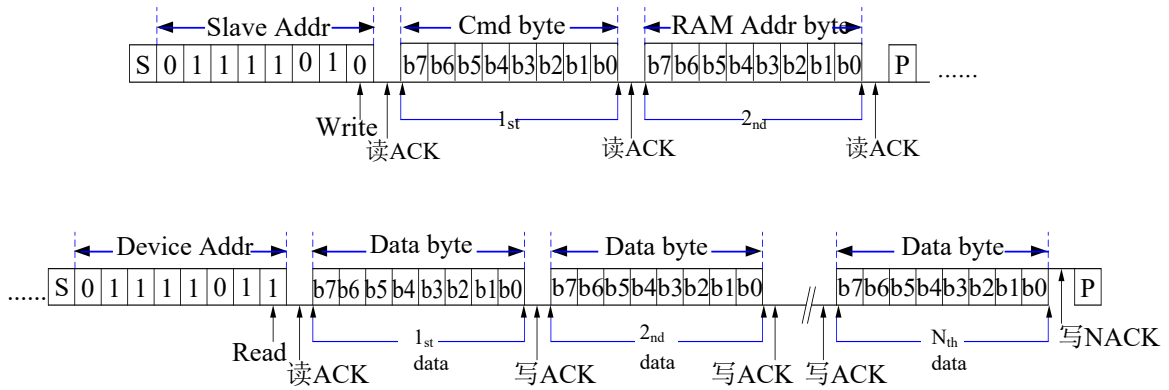 Slave Addr Cmd byte RAM Addr byte
S 0 1 1 1 1 0 1 0 b7 b6 b5 b4 b3 b2 b1 b0 b7 b6 b5 b4 b3 b2 b1 b0 P ......
Write 1st 2nd
读ACK 读ACK 读ACK
Device Addr Data byte Data byte Data byte
...... S 0 1 1 1 1 0 1 1 b7 b6 b5 b4 b3 b2 b1 b0 b7 b6 b5 b4 b3 b2 b1 b0 // b7 b6 b5 b4 b3 b2 b1 b0 P
Read 1st 2nd Nth 写NACK
data data data
读ACK 写ACK 写ACK 写ACK